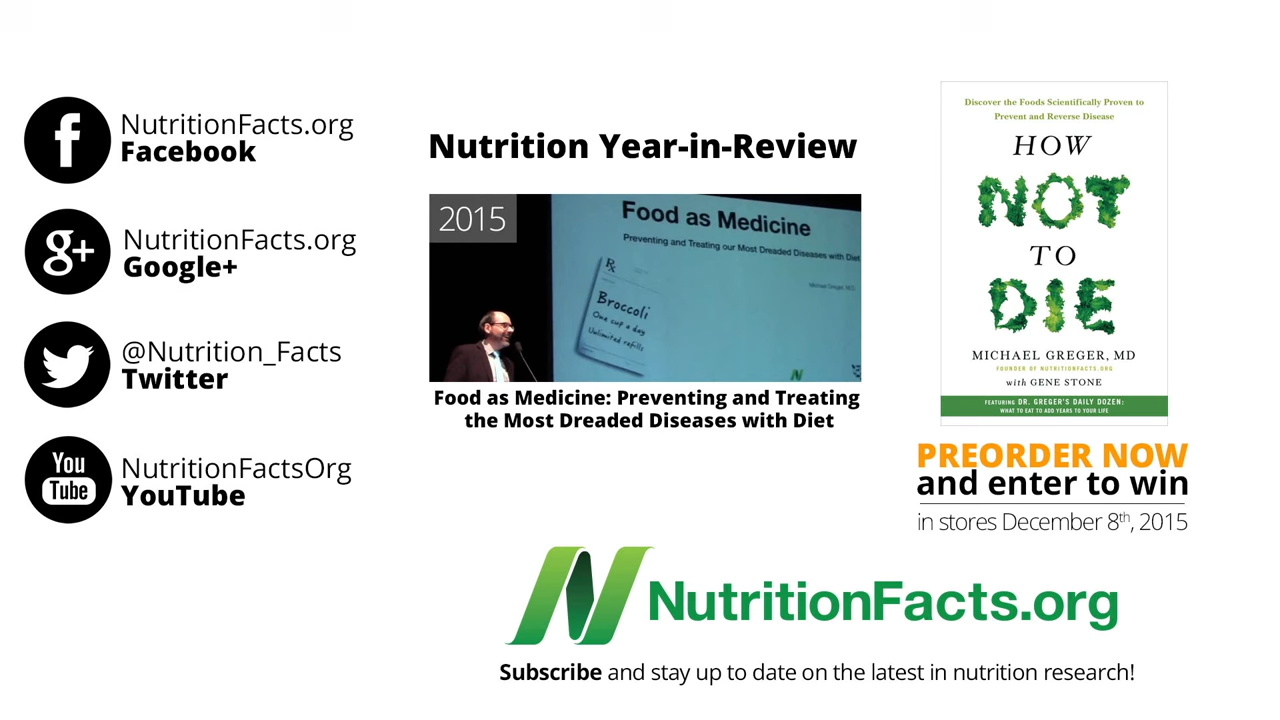 NutritionFacts.org
Facebook
g+
NutritionFacts.org
Google+
@Nutrition_Facts
Twitter
You
Tube
NutritionFactsOrg
YouTube
Nutrition Year-in-Review
2015
Food as Medicine
Preventing and Treating our Most Dreaded Diseases with Diet
Michael Greger, M.D.
Rx
Broccoli
One cup a day
Unlimited refills
Food as Medicine: Preventing and Treating
the Most Dreaded Diseases with Diet
Discover the Foods Scientifically Proven to
Prevent and Reverse Disease
HOW
NOT
TO
DIE
MICHAEL GREGER, MD
FOUNDER OF NUTRITIONFACTS.ORG
with GENE STONE
FEATURING DR. GREGER'S DAILY DOZEN:
WHAT TO EAT TO ADD YEARS TO YOUR LIFE
PREORDER NOW
and enter to win
in stores December 8th, 2015
NutritionFacts.org
Subscribe and stay up to date on the latest in nutrition research!